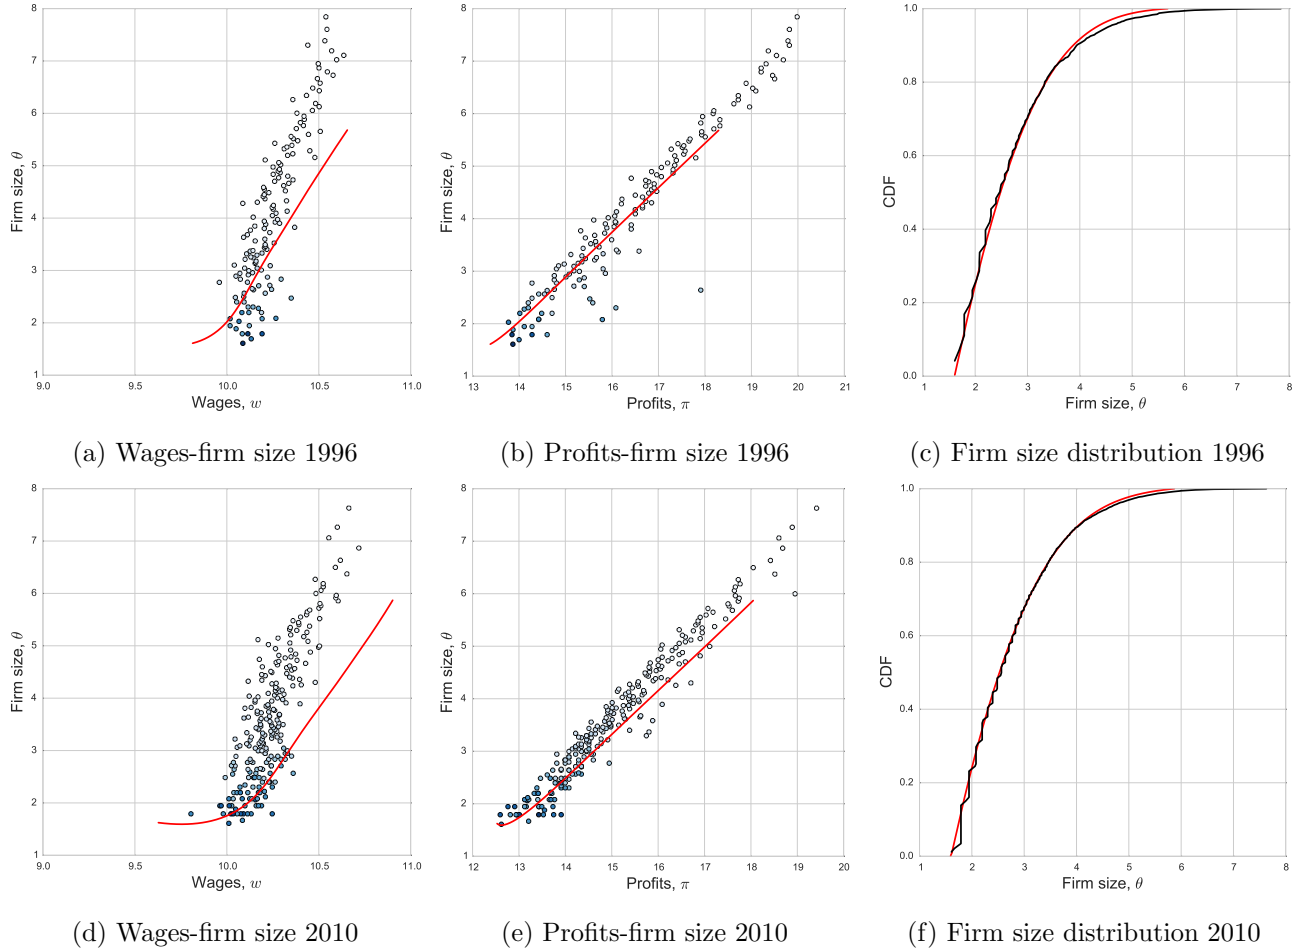 8
7
6
5
4
3
2
1
Firm size, θ
9.0 9.5 10.0 10.5 11.0
Wages, w
(a) Wages-firm size 1996
8
7
6
5
4
3
2
1
Firm size, θ
13 14 15 16 17 18 19 20 21
Profits, π
(b) Profits-firm size 1996
1.0
0.8
0.6
0.4
0.2
0.0
CDF
1 2 3 4 5 6 7 8
Firm size, θ
(c) Firm size distribution 1996
8
7
6
5
4
3
2
1
Firm size, θ
9.0 9.5 10.0 10.5 11.0
Wages, w
(d) Wages-firm size 2010
8
7
6
5
4
3
2
1
Firm size, θ
12 13 14 15 16 17 18 19 20
Profits, π
(e) Profits-firm size 2010
1.0
0.8
0.6
0.4
0.2
0.0
CDF
1 2 3 4 5 6 7 8
Firm size, θ
(f) Firm size distribution 2010